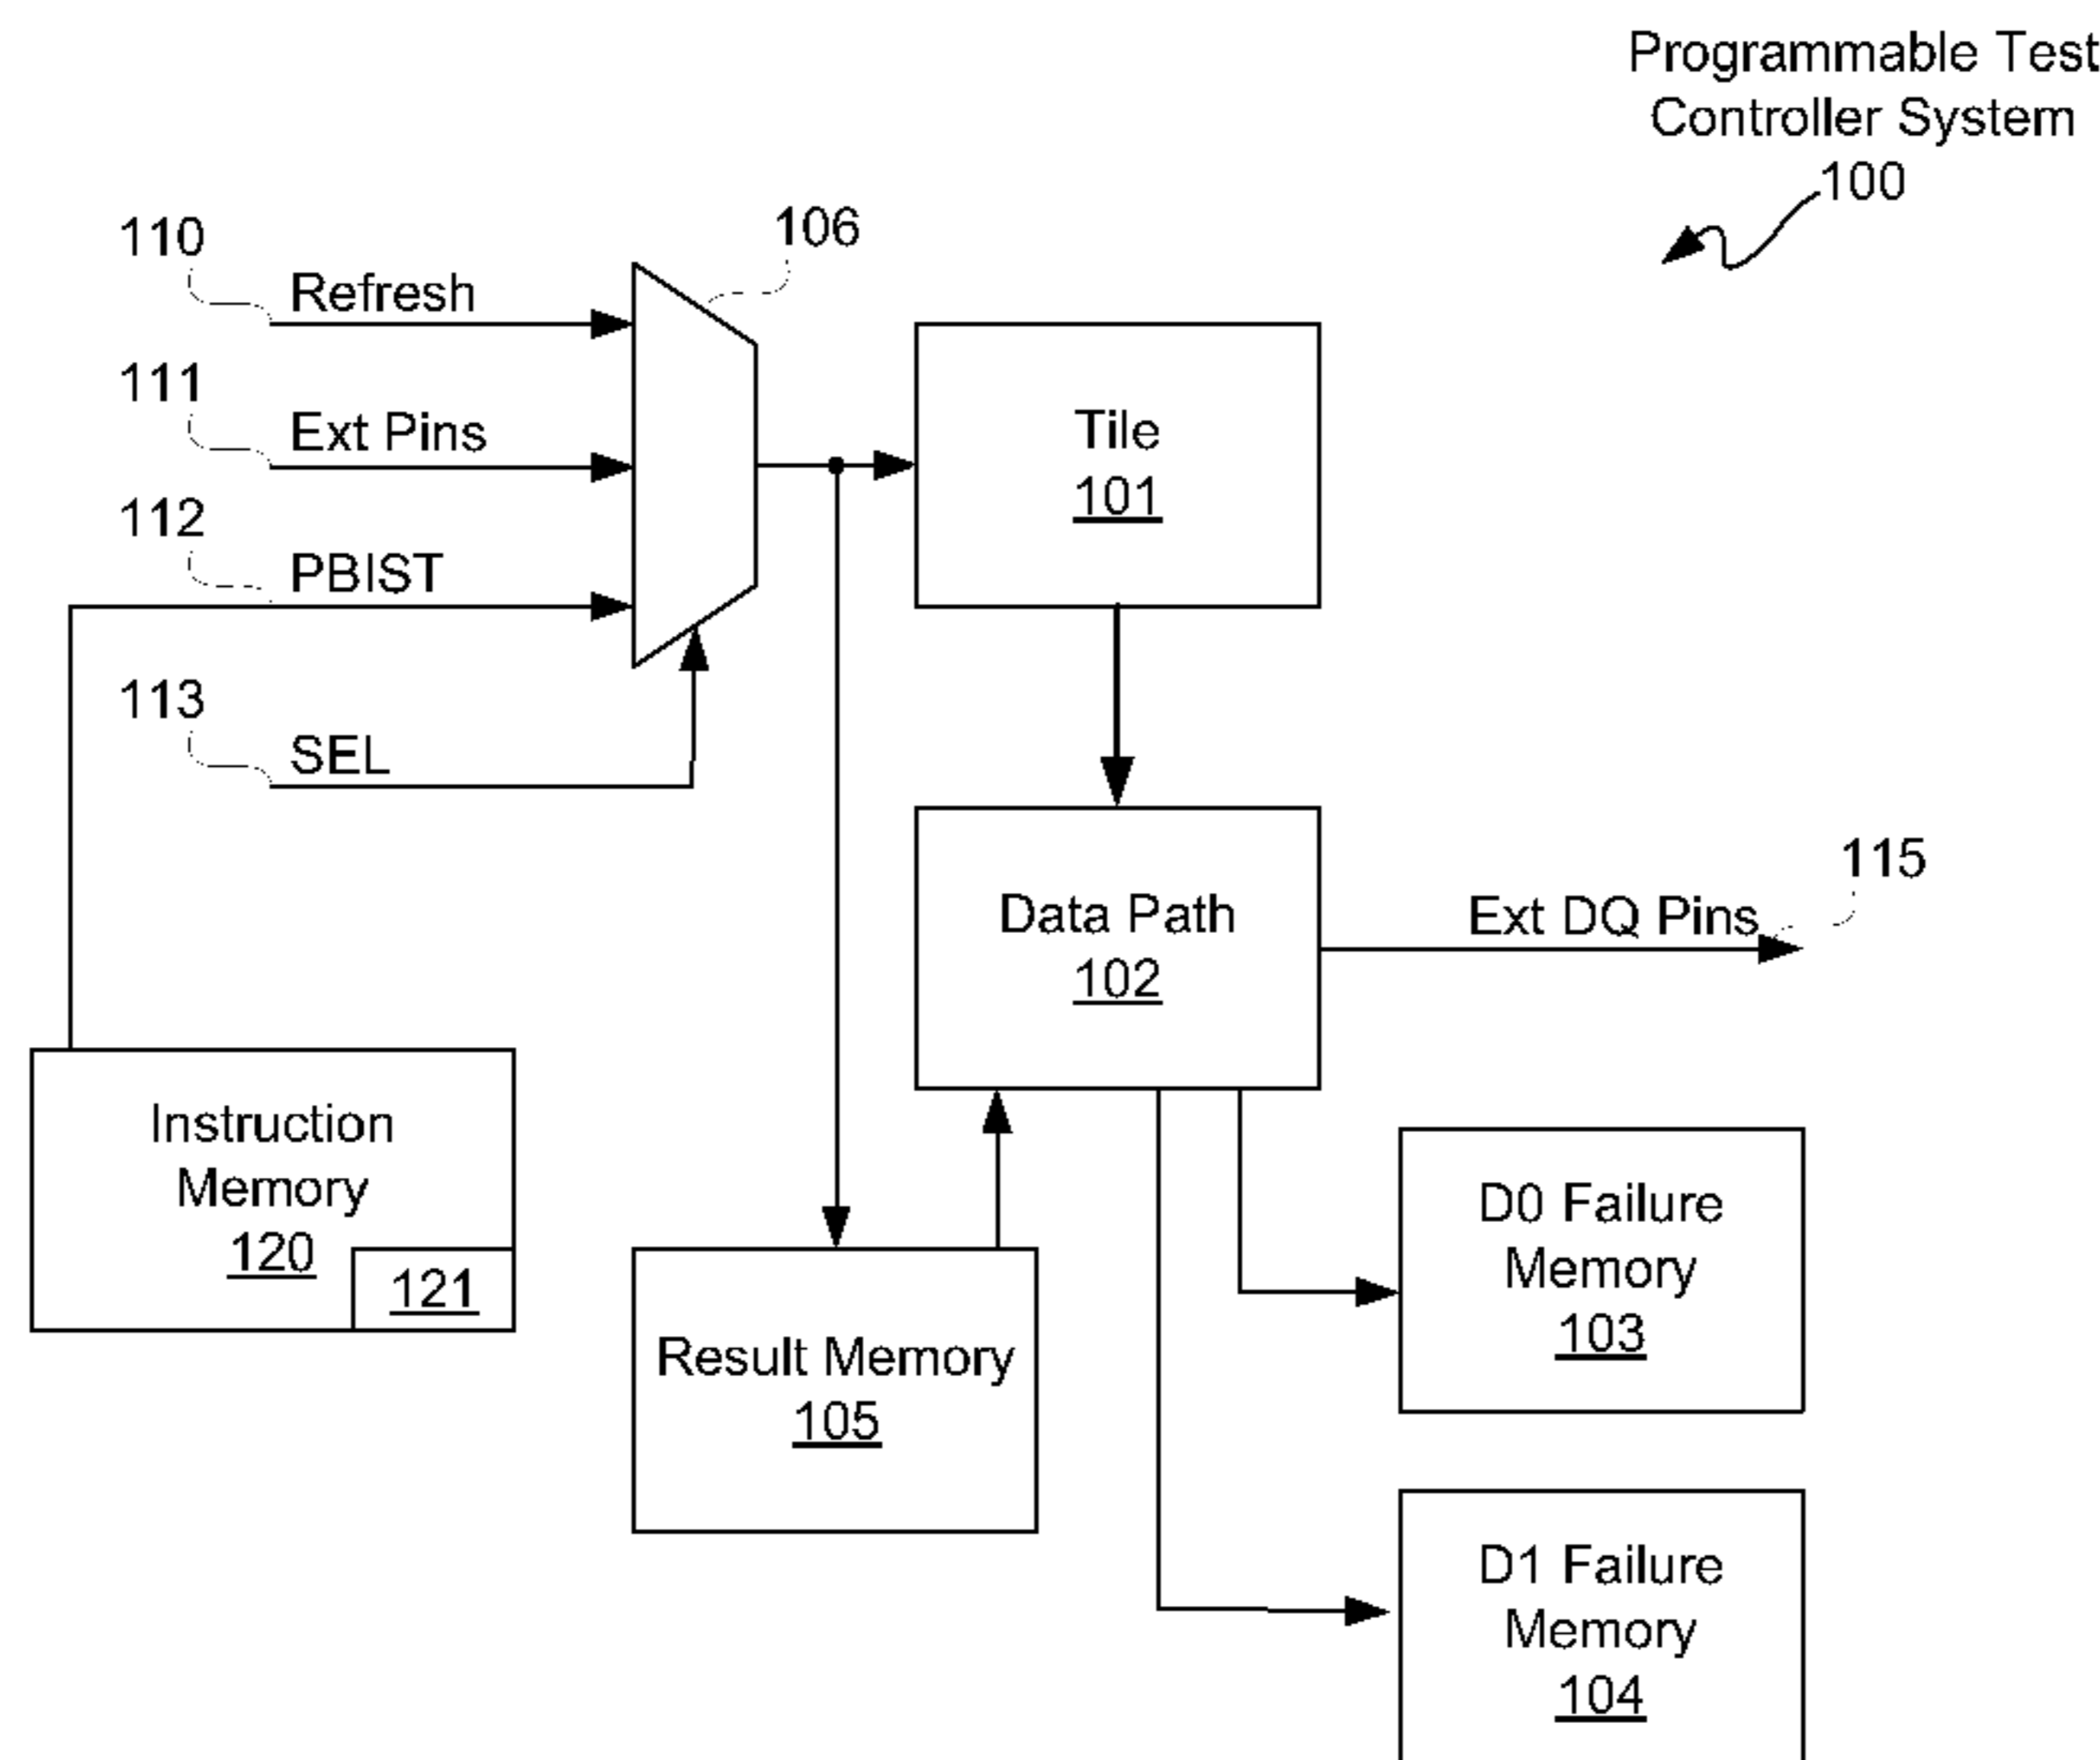 Programmable Test
Controller System
100
110
Refresh
106
111
Ext Pins
112
PBIST
113
SEL
Tile
101
Data Path
102
Ext DQ Pins
115
Instruction
Memory
120
121
Result Memory
105
D0 Failure
Memory
103
D1 Failure
Memory
104